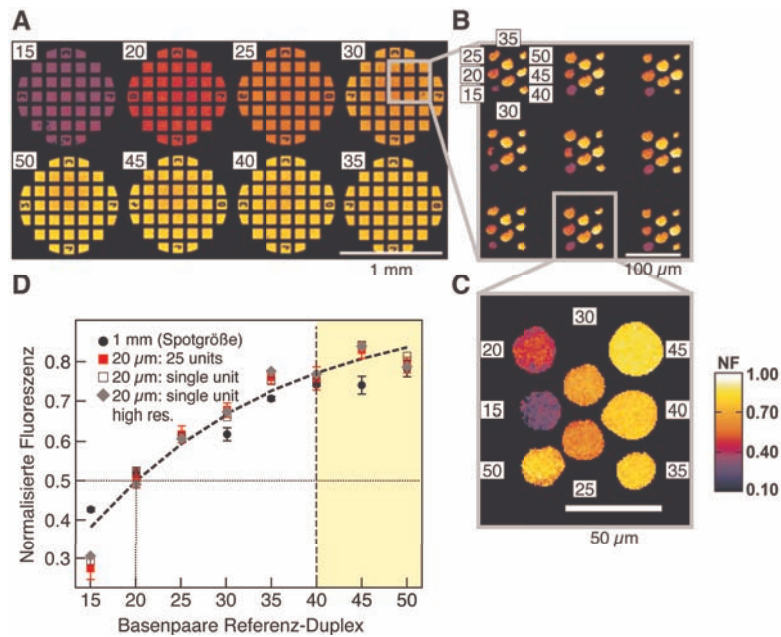 A
15 20 25 30
50 45 40 35
1 mm
B
35
25 50
20 45
15 40
30
100 µm
C
30
20 45
15 40
50 35
25
50 µm
NF
1.00
0.70
0.40
0.10
D
1 mm (Spotgröße)
20 µm: 25 units
20 µm: single unit
20 µm: single unit
high res.
Normalisierte Fluoreszenz
0.8
0.7
0.6
0.5
0.4
0.3
15 20 25 30 35 40 45 50
Basenpaare Referenz-Duplex